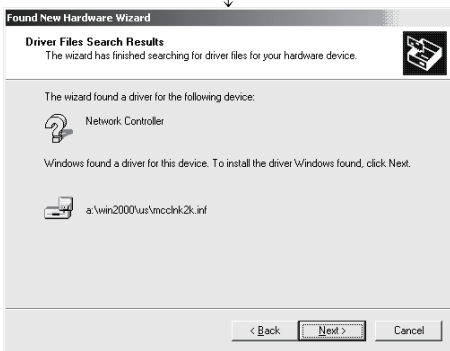 Found New Hardware Wizard
Driver Files Search Results
The wizard has finished searching for driver files for your hardware device.
The wizard found a driver for the following device:
Network Controller
Windows found a driver for this device. To install the driver Windows found, click Next.
a:\win2000\us\mcclnk2k.inf
< Back Next > Cancel